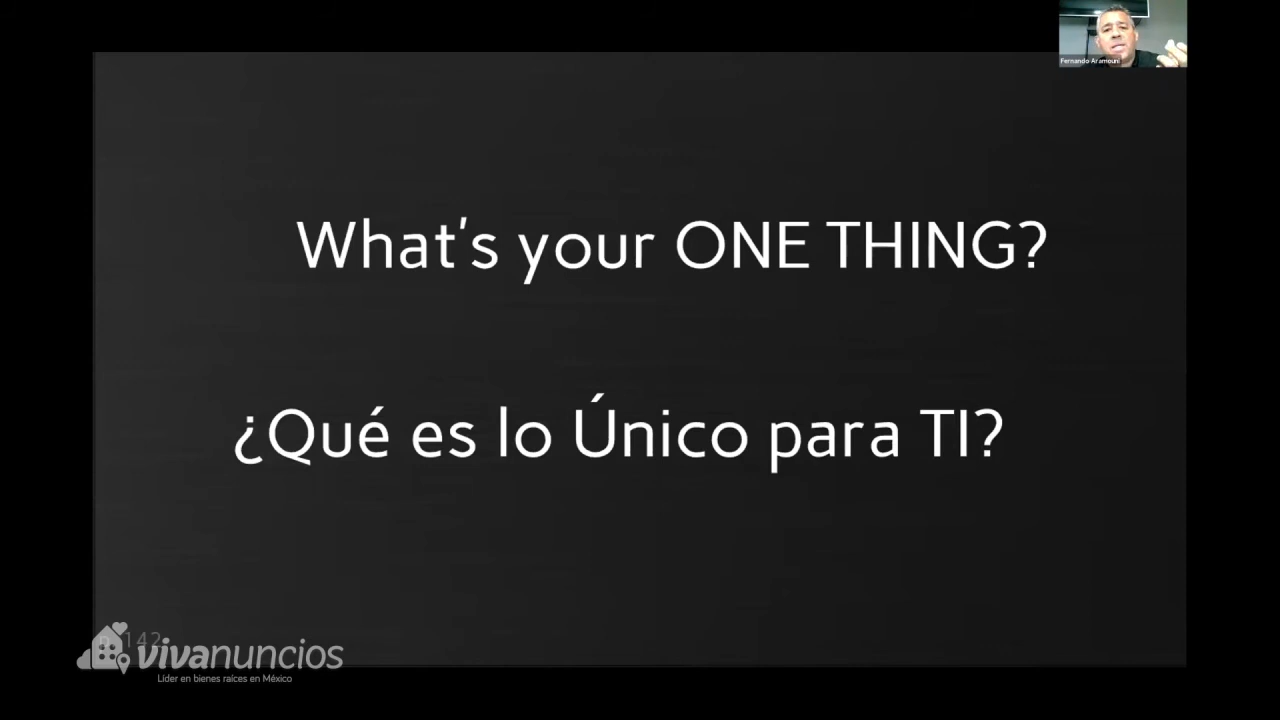 Fernando Aramouni
What's your ONE THING?
¿Qué es lo Único para TI?
142
vivanuncios
Líder en bienes raíces en México